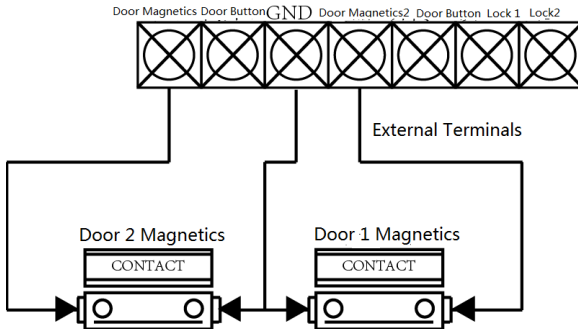 Door Magnetics Door Button GND Door Magnetics2 Door Button Lock 1 Lock2
External Terminals
Door 2 Magnetics Door 1 Magnetics
CONTACT CONTACT